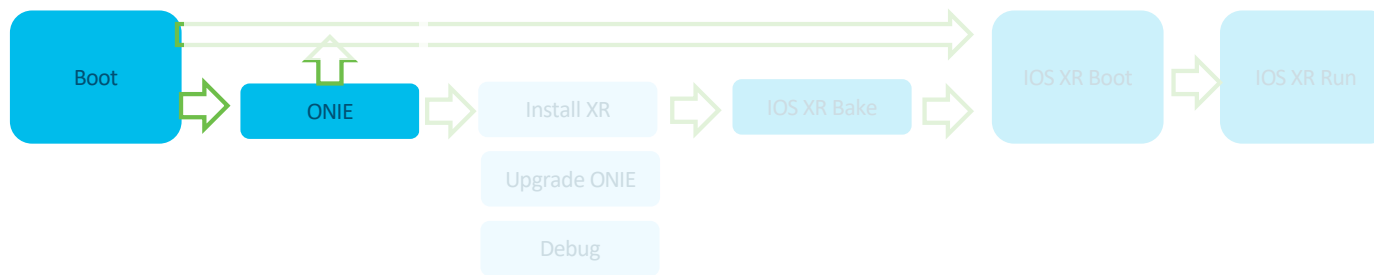 Boot
ONIE
Install XR
IOS XR Bake
IOS XR Boot
IOS XR Run
Upgrade ONIE
Debug